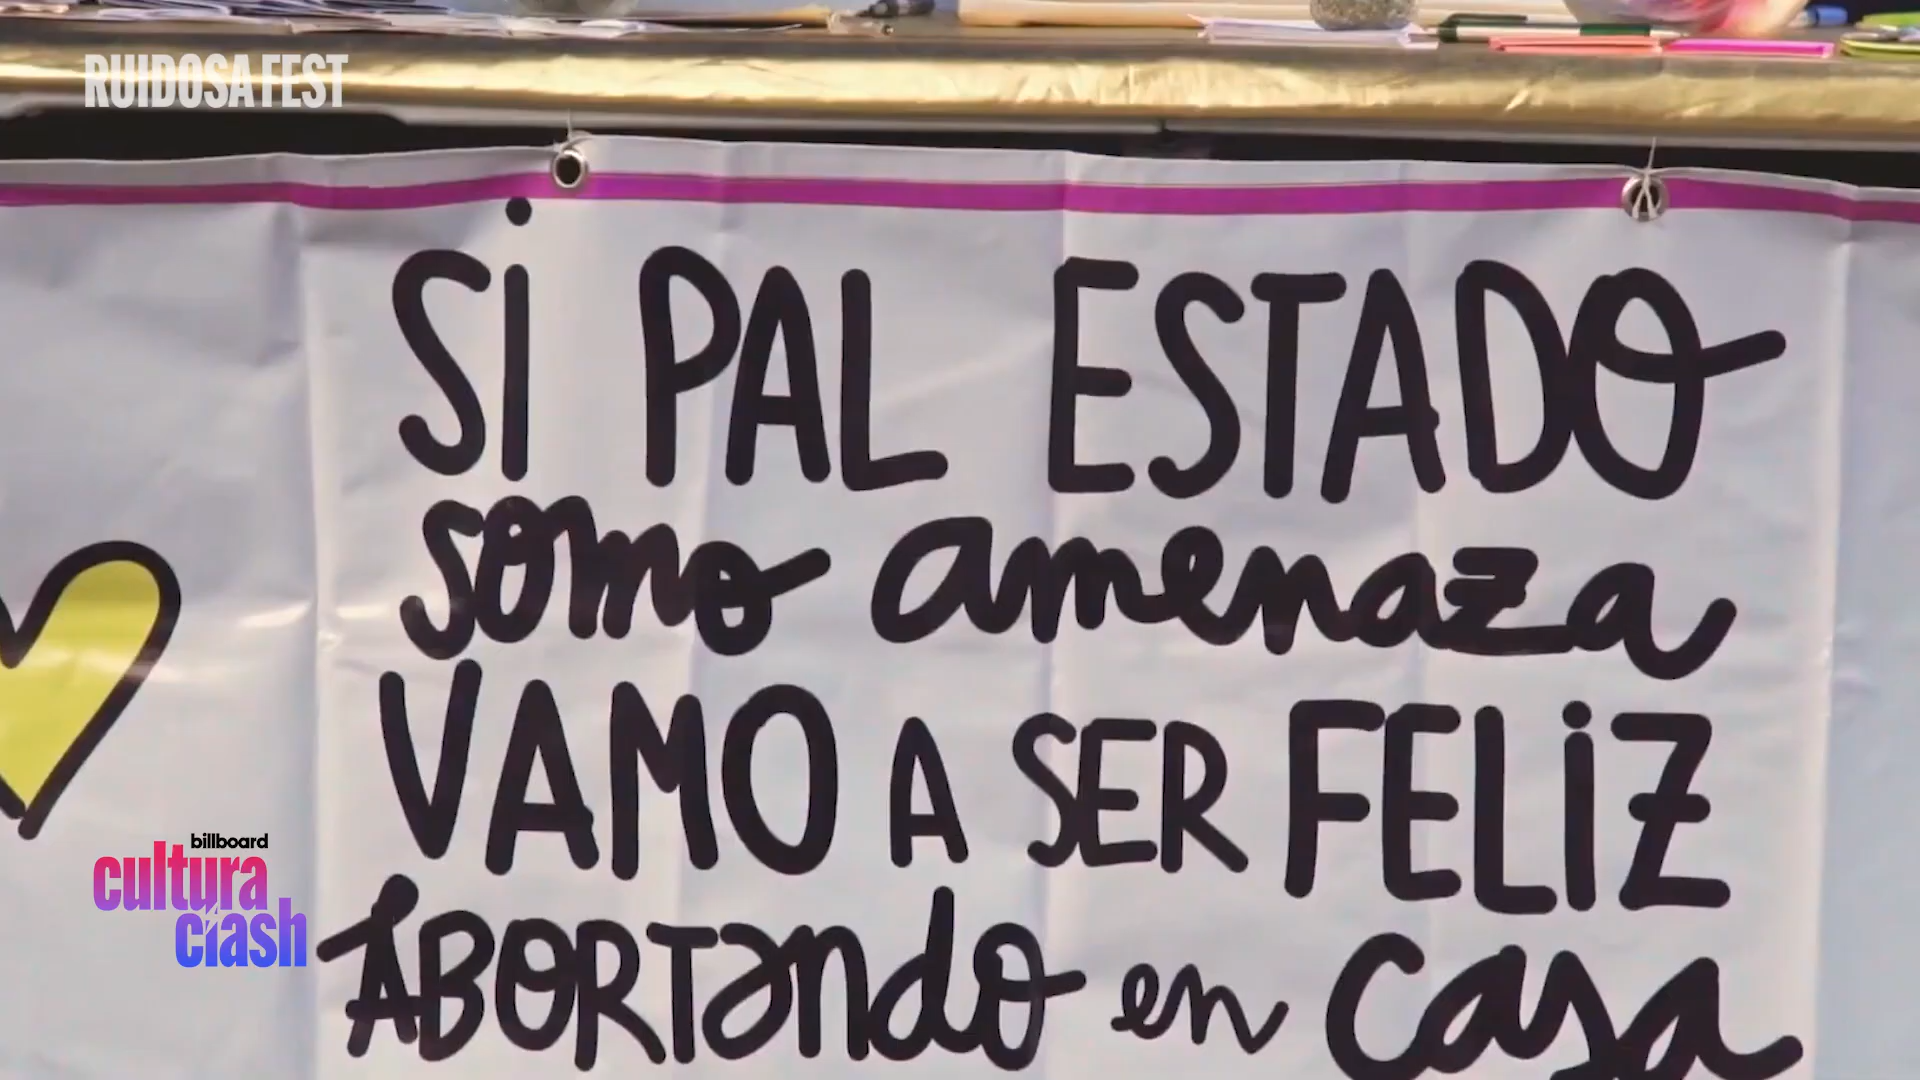 RUIDOSA FEST
Si PAL ESTADO
somo amenaza
VAMO A SER FELiZ
ABORTando en casa
billboard
cultura
clash